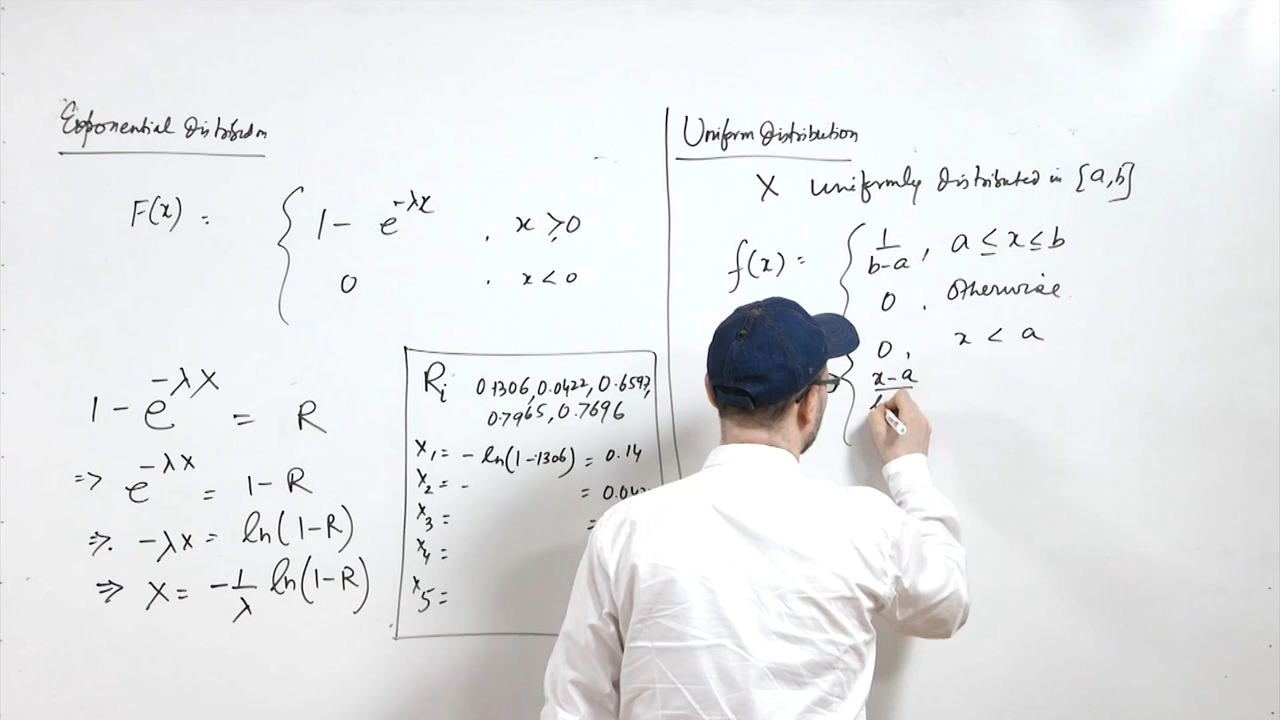 Exponential Distribution
F(x) = { 1 - e^{-λx} , x ≥ 0
0 , x < 0
1 - e^{-λX} = R
=> e^{-λx} = 1-R
=> -λx = ln(1-R)
=> X = -1/λ ln(1-R)
Ri 0.1306, 0.0422, 0.6597,
0.7965, 0.7696
X1 = - ln(1-.1306) = 0.14
X2 = - = 0.04
X3 = =
X4 =
X5 =
Uniform Distribution
X uniformly distributed in [a,b]
f(x) = { 1/(b-a) , a ≤ x ≤ b
0 , Otherwise
{ 0 , x < a
x-a